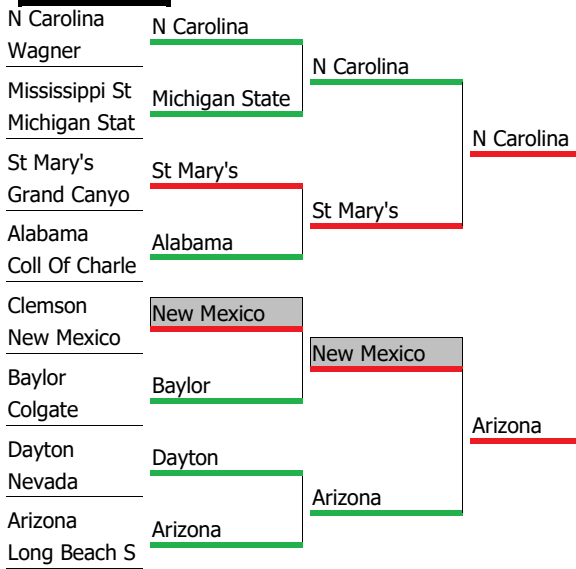 N Carolina
Wagner
Mississippi St
Michigan Stat
St Mary's
Grand Canyo
Alabama
Coll Of Charle
Clemson
New Mexico
Baylor
Colgate
Dayton
Nevada
Arizona
Long Beach S
N Carolina
Michigan State
St Mary's
Alabama
New Mexico
Baylor
Dayton
Arizona
N Carolina
St Mary's
New Mexico
Arizona
N Carolina
Arizona